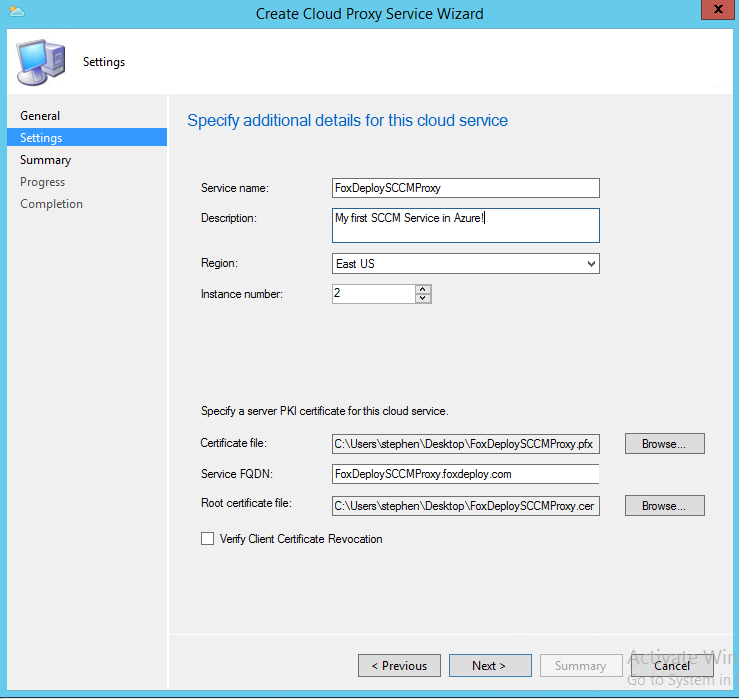 Create Cloud Proxy Service Wizard
x
Settings
General
Settings
Summary
Progress
Completion
Specify additional details for this cloud service
Service name:
FoxDeploySCCMProxy
Description:
My first SCCM Service in Azure!
Region:
East US
Instance number:
2
Specify a server PKI certificate for this cloud service.
Certificate file:
C:\Users\stephen\Desktop\FoxDeploySCCMProxy.pfx
Browse...
Service FQDN:
FoxDeploySCCMProxy.foxdeploy.com
Root certificate file:
C:\Users\stephen\Desktop\FoxDeploySCCMProxy.cer
Browse...
Verify Client Certificate Revocation
< Previous
Next >
Summary
Cancel
Activate Win
Go to System in